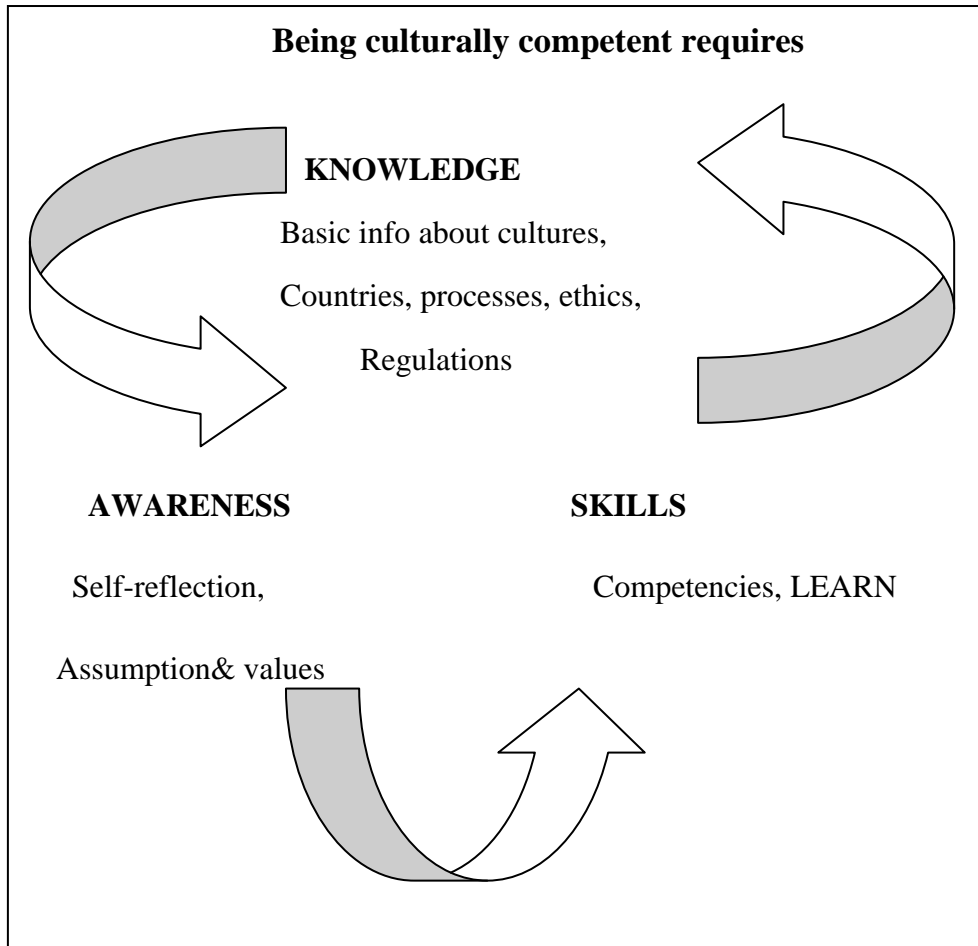 Being culturally competent requires
KNOWLEDGE
Basic info about cultures,
Countries, processes, ethics,
Regulations
AWARENESS
Self-reflection,
Assumption& values
SKILLS
Competencies, LEARN